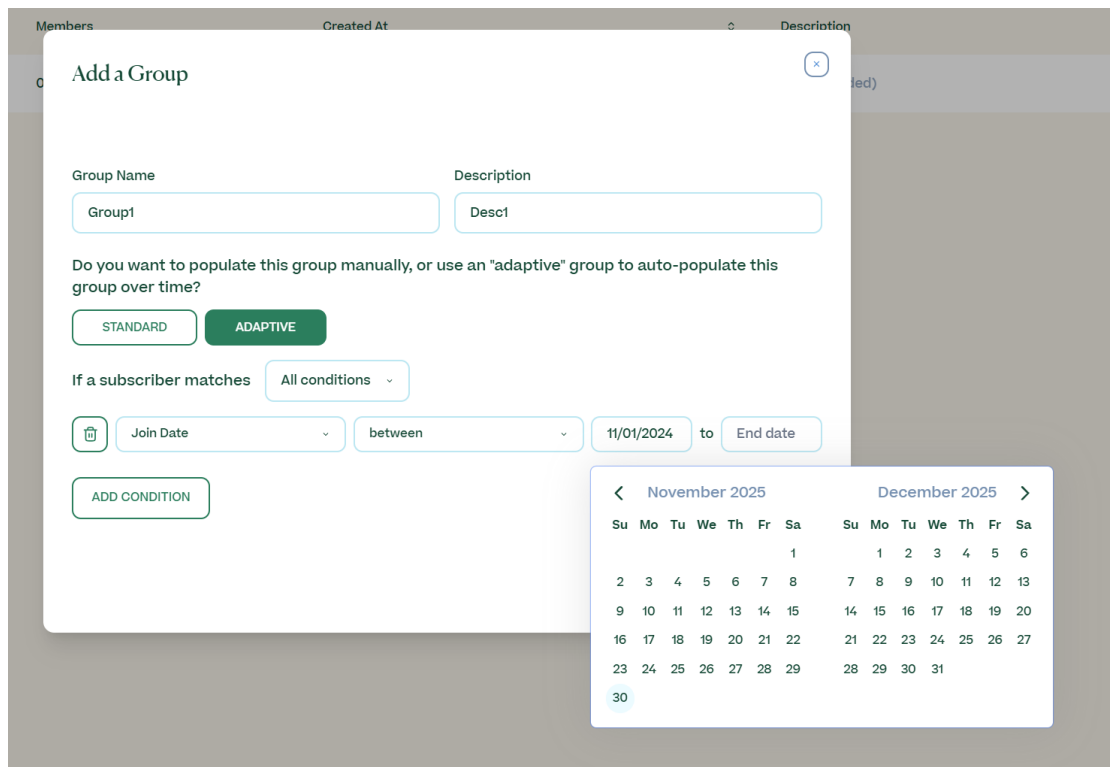 Members Created At Description
Add a Group
Group Name Description
Group1 Desc1
Do you want to populate this group manually, or use an "adaptive" group to auto-populate this
group over time?
STANDARD ADAPTIVE
If a subscriber matches All conditions
Join Date between 11/01/2024 to End date
ADD CONDITION
November 2025 December 2025
Su Mo Tu We Th Fr Sa Su Mo Tu We Th Fr Sa
1 1 2 3 4 5 6
2 3 4 5 6 7 8 7 8 9 10 11 12 13
9 10 11 12 13 14 15 14 15 16 17 18 19 20
16 17 18 19 20 21 22 21 22 23 24 25 26 27
23 24 25 26 27 28 29 28 29 30 31
30